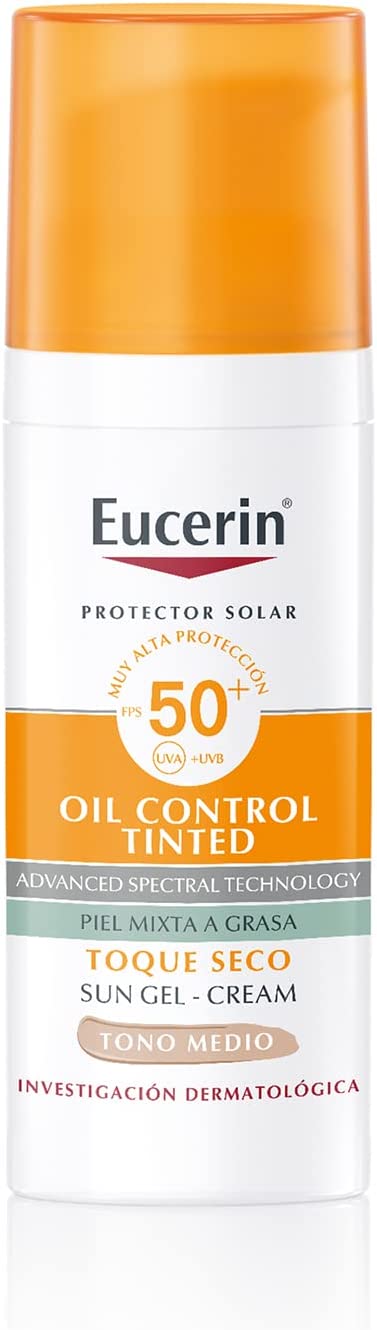 Eucerin®
PROTECTOR SOLAR
MUY ALTA PROTECCIÓN
FPS 50+
UVA +UVB
OIL CONTROL
TINTED
ADVANCED SPECTRAL TECHNOLOGY
PIEL MIXTA A GRASA
TOQUE SECO
SUN GEL - CREAM
TONO MEDIO
INVESTIGACIÓN DERMATOLÓGICA